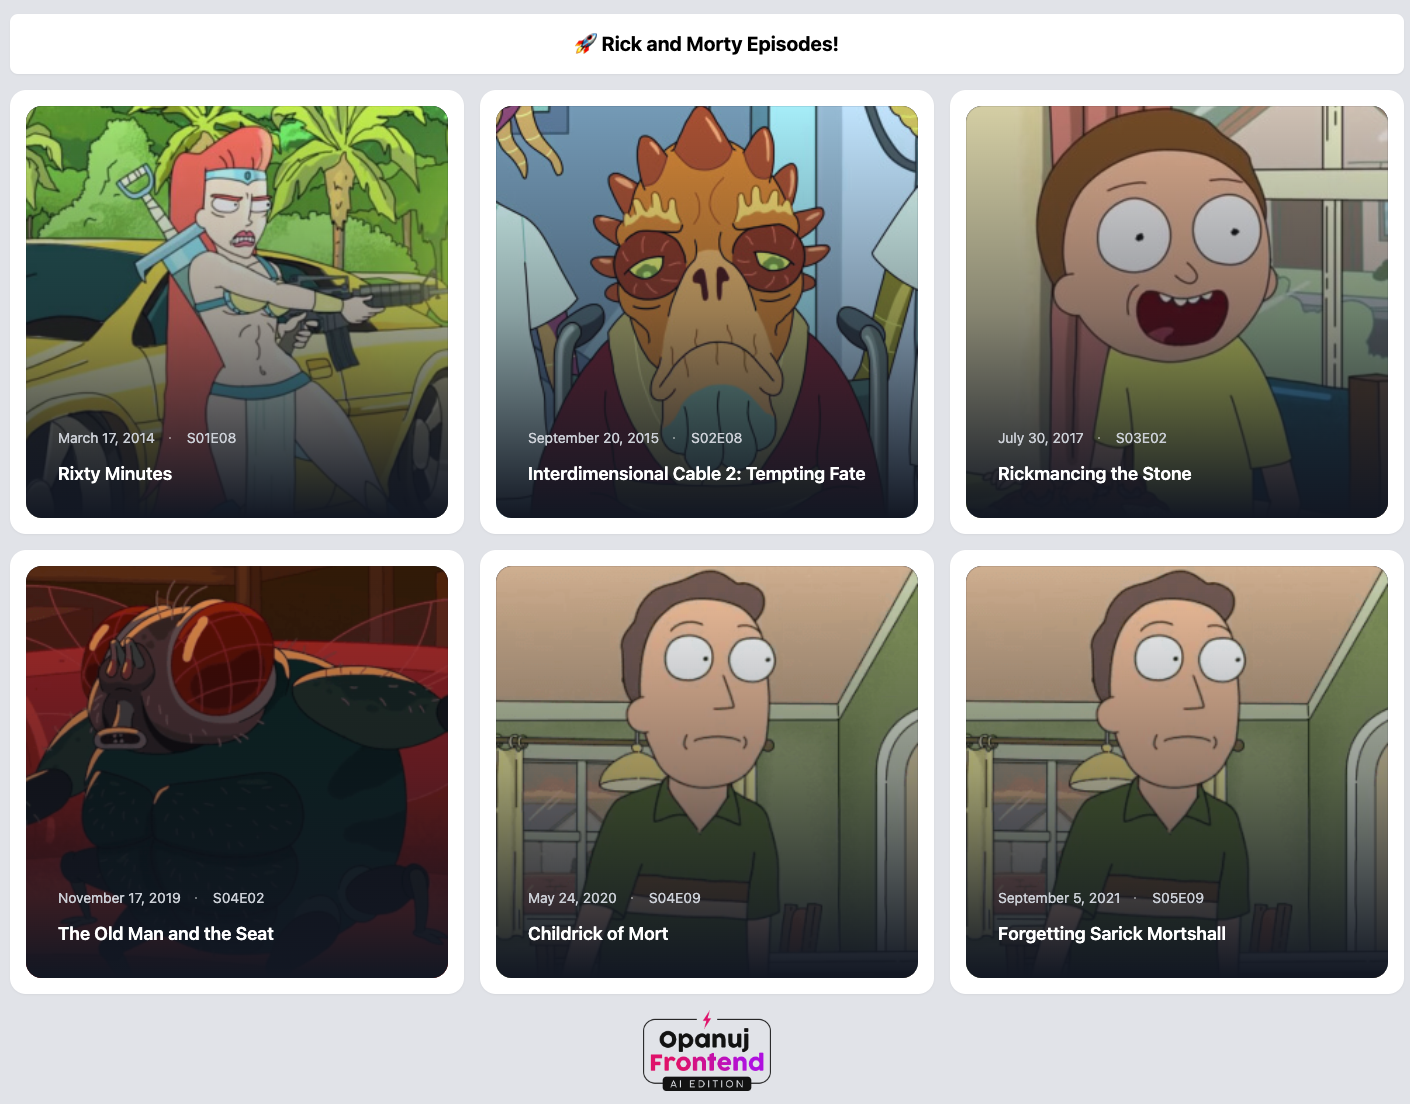 🚀 Rick and Morty Episodes!
March 17, 2014 · S01E08
Rixty Minutes
September 20, 2015 · S02E08
Interdimensional Cable 2: Tempting Fate
July 30, 2017 · S03E02
Rickmancing the Stone
November 17, 2019 · S04E02
The Old Man and the Seat
May 24, 2020 · S04E09
Childrick of Mort
September 5, 2021 · S05E09
Forgetting Sarick Mortshall
Opanuj
Frontend
AI EDITION